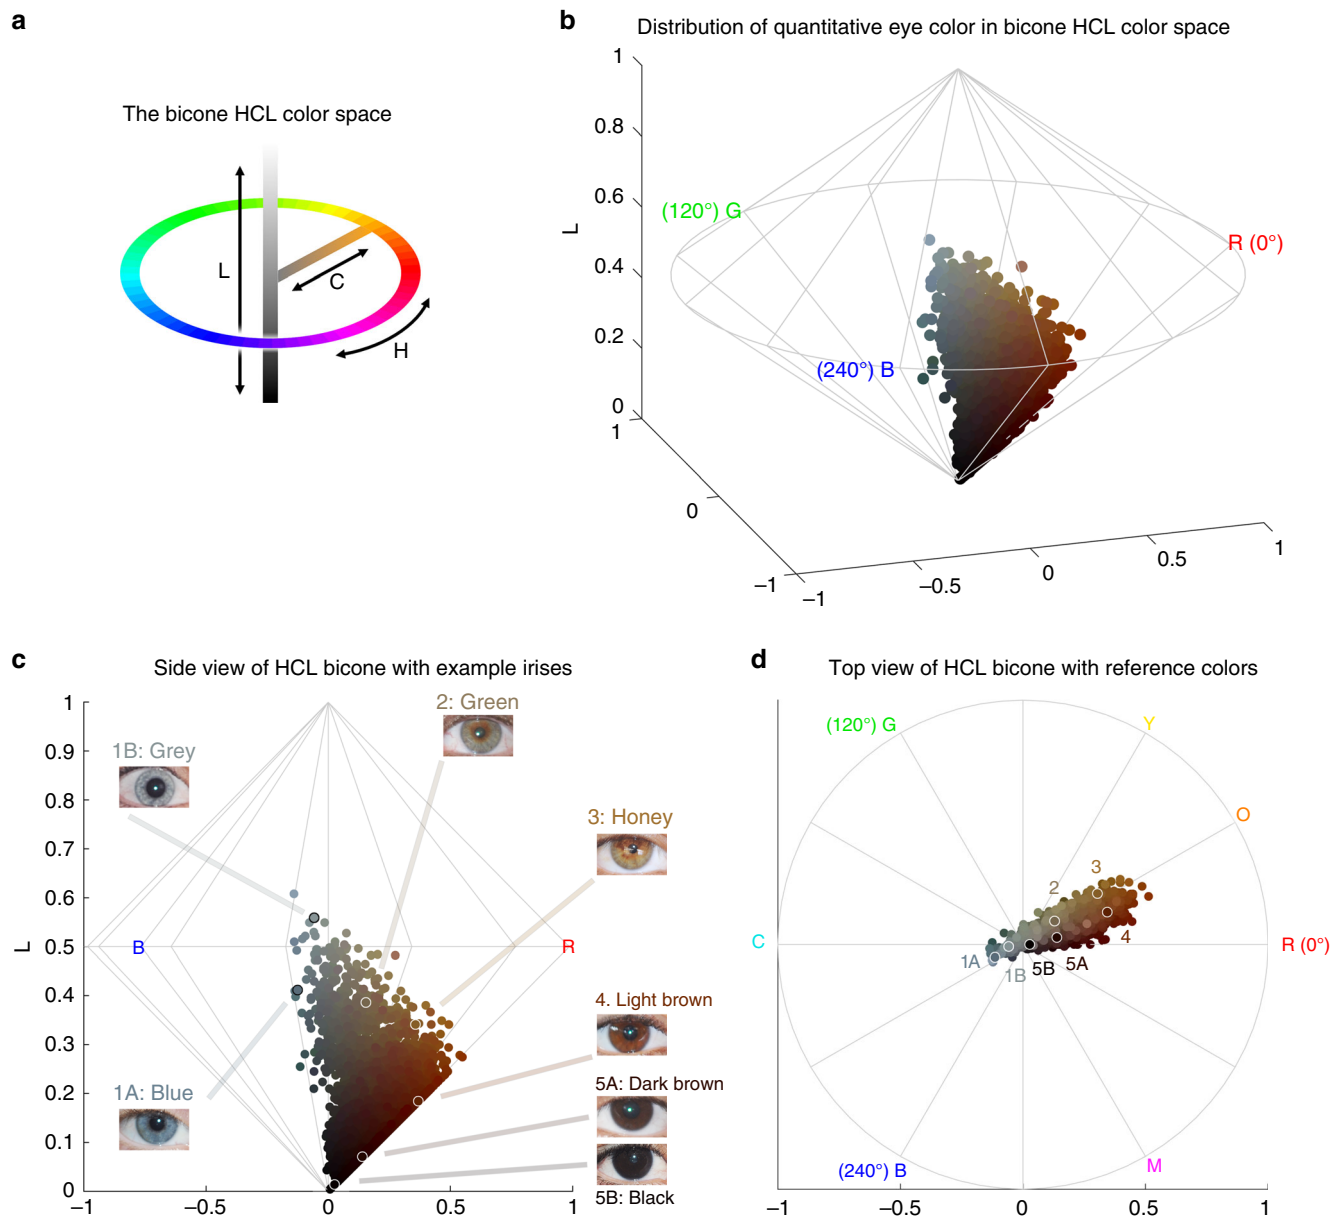 a
The bicone HCL color space
L
C
H
b
Distribution of quantitative eye color in bicone HCL color space
1
0.8
0.6
0.4
0.2
0
L
(120°) G
R (0°)
(240°) B
1
0
–1
–1
–0.5
0
0.5
1
c
Side view of HCL bicone with example irises
1
0.9
0.8
0.7
0.6
0.5
0.4
0.3
0.2
0.1
0
L
2: Green
1B: Grey
3: Honey
B
R
4. Light brown
1A: Blue
5A: Dark brown
5B: Black
–1
–0.5
0
0.5
1
d
Top view of HCL bicone with reference colors
(120°) G
Y
O
3
2
C
R (0°)
4
1A
1B
5B
5A
(240°) B
M
–1
–0.5
0
0.5
1